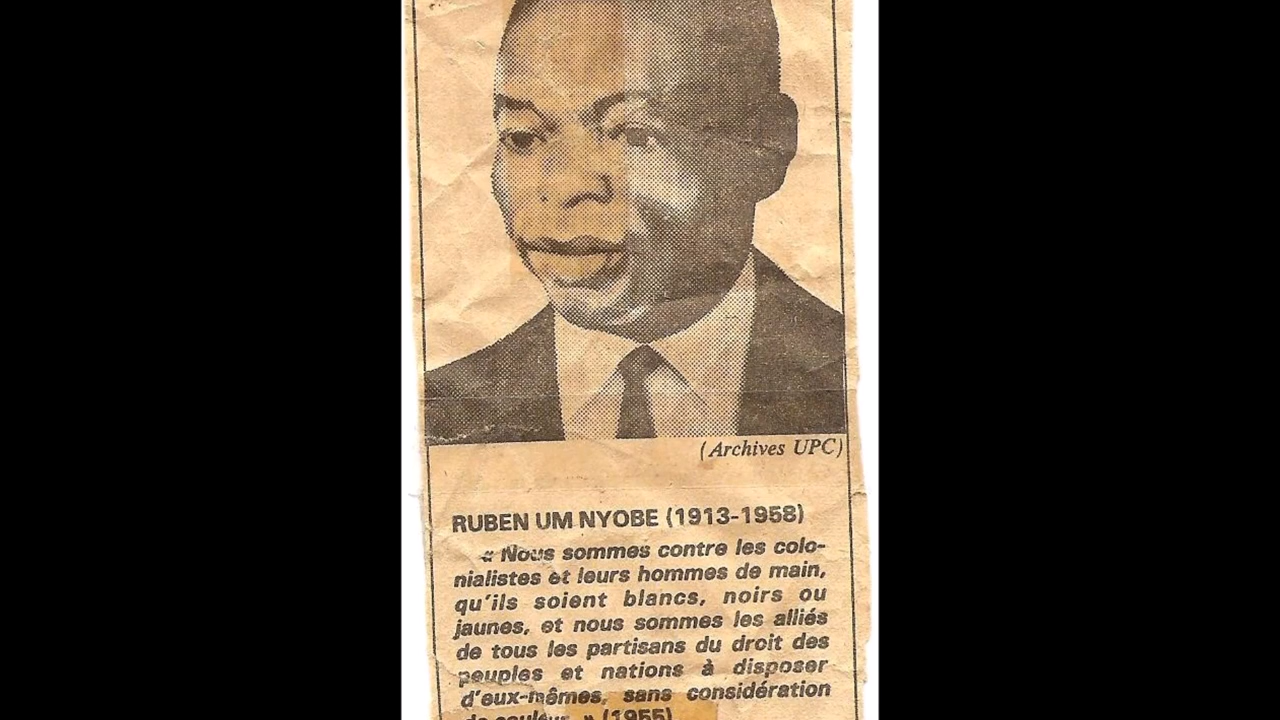 (Archives UPC)
RUBEN UM NYOBE (1913-1958)
« Nous sommes contre les colo-
nialistes et leurs hommes de main,
qu'ils soient blancs, noirs ou
jaunes, et nous sommes les alliés
de tous les partisans du droit des
peuples et nations à disposer
d'eux-mêmes, sans considération
de couleur. » (1955)